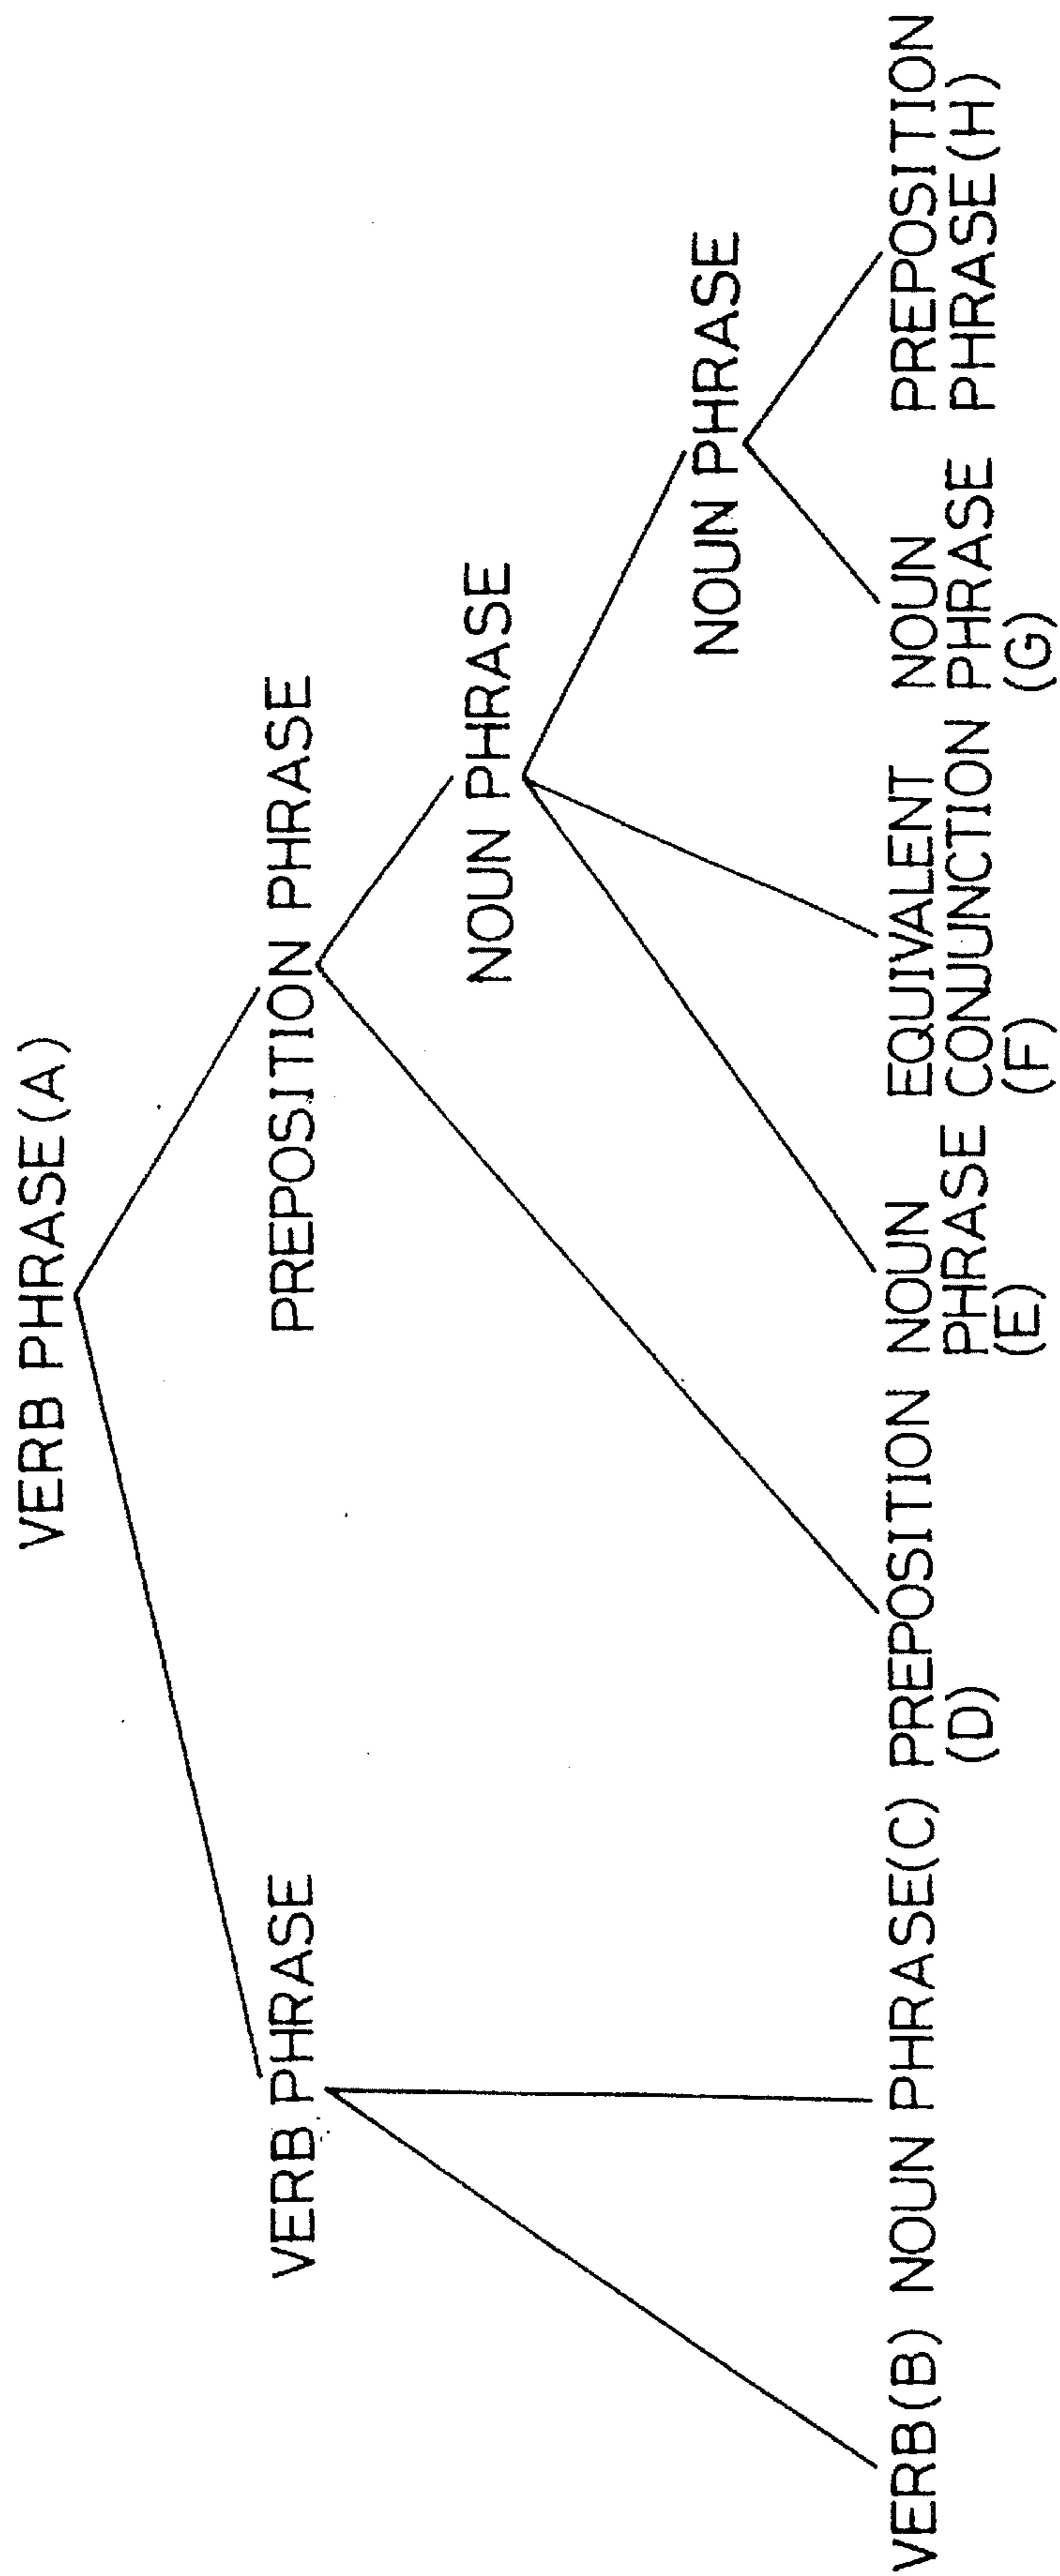 VERB PHRASE(A)
VERB PHRASE
PREPOSITION PHRASE
NOUN PHRASE
NOUN PHRASE
VERB(B)
NOUN PHRASE(C)
PREPOSITION
(D)
NOUN
PHRASE
(E)
EQUIVALENT
CONJUNCTION
(F)
NOUN
PHRASE
(G)
PREPOSITION
PHRASE(H)